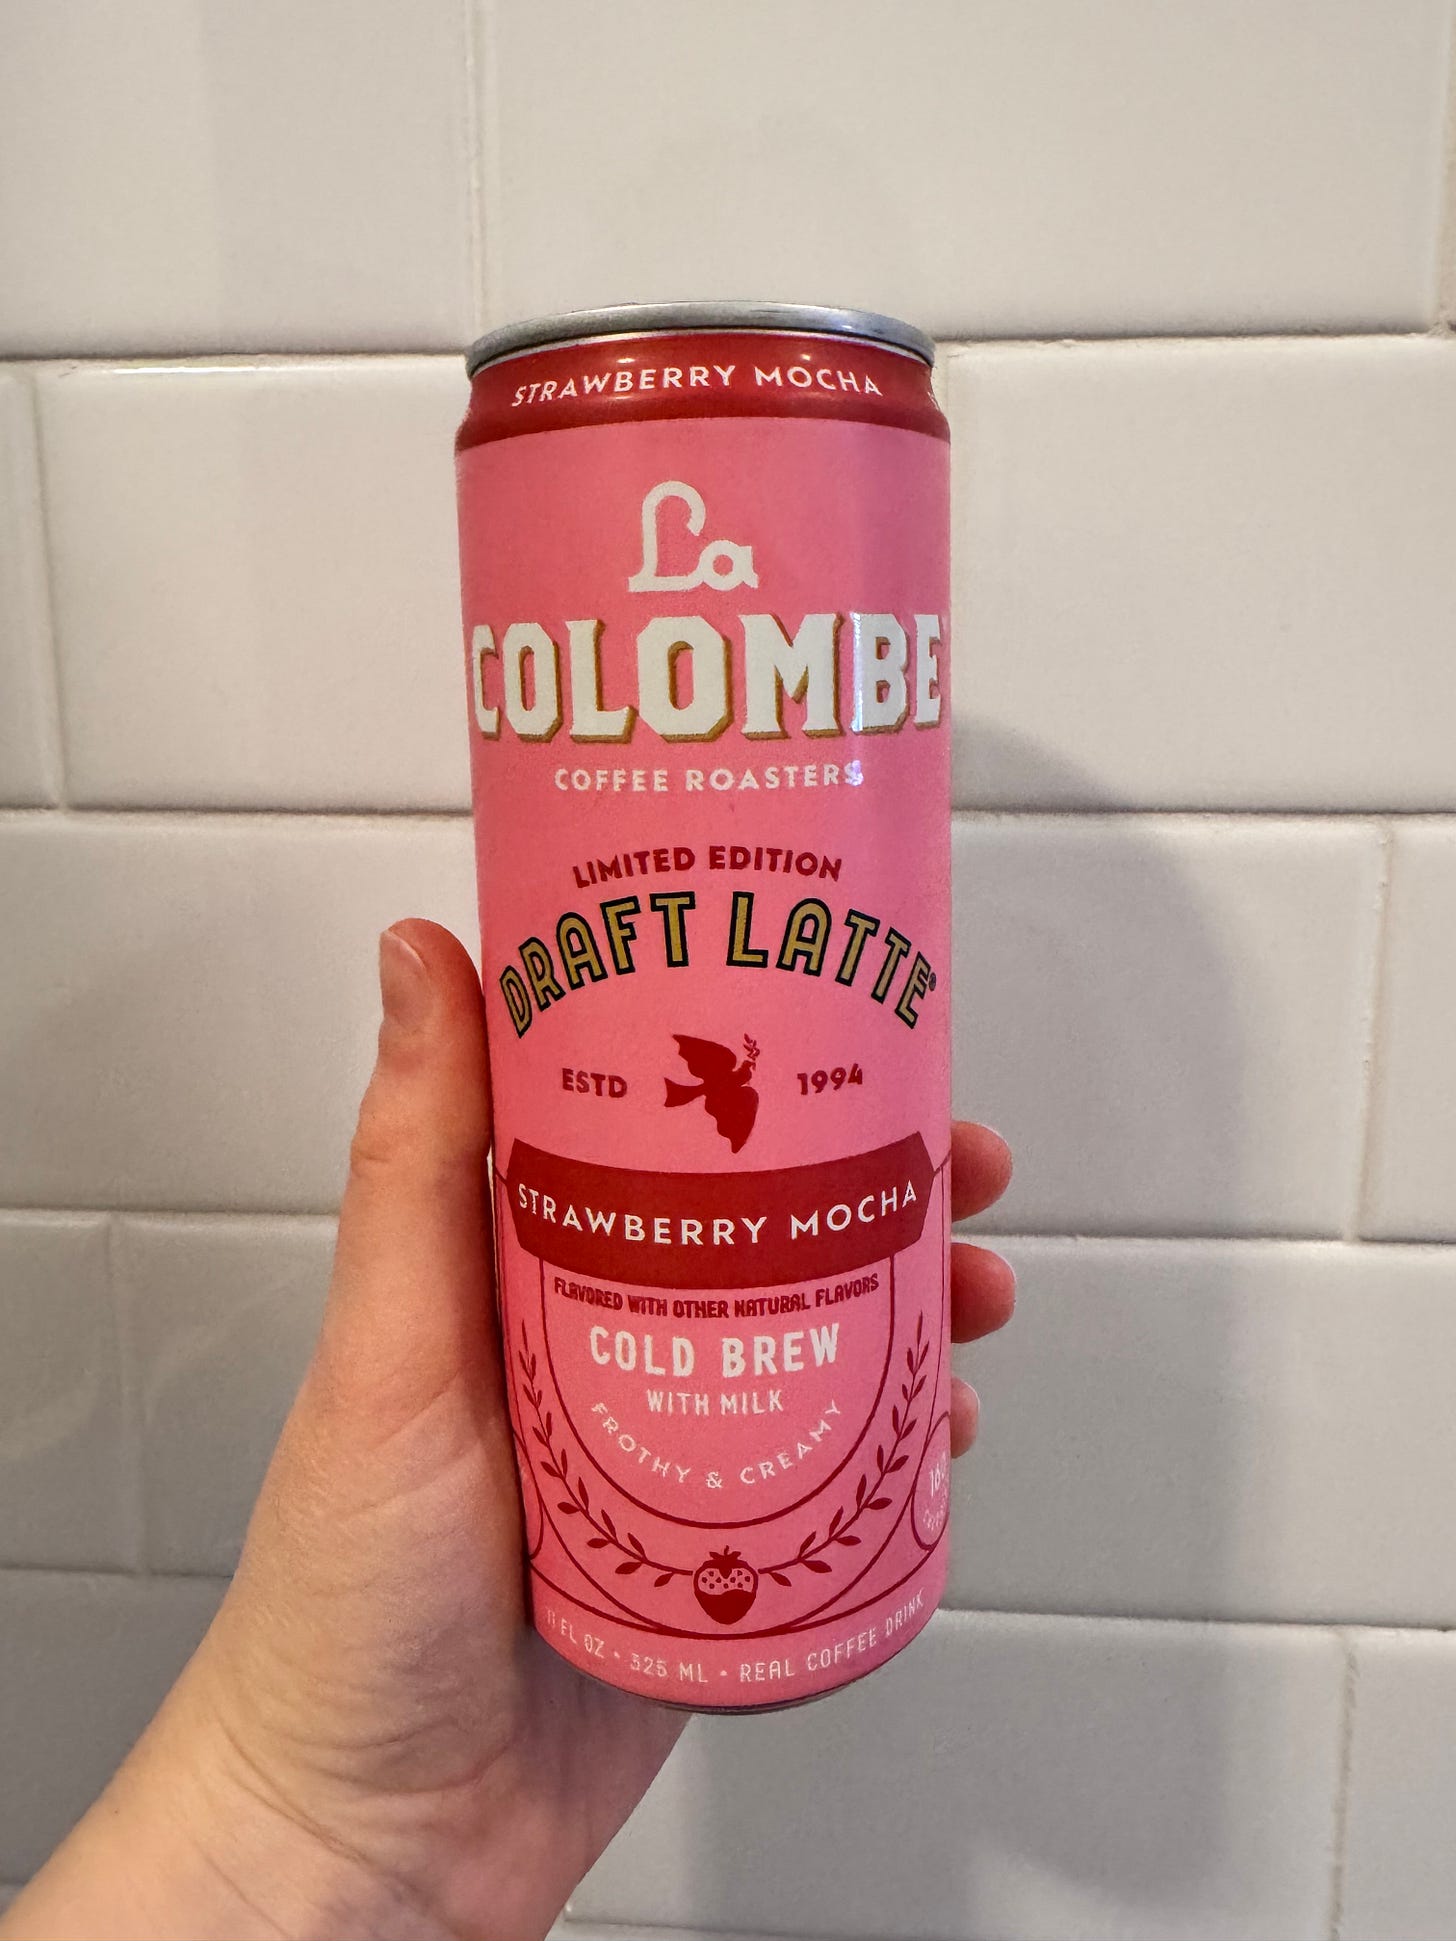 STRAWBERRY MOCHA
La
COLOMBE
COFFEE ROASTERS
LIMITED EDITION
DRAFT LATTE®
ESTD 1994
STRAWBERRY MOCHA
FLAVORED WITH OTHER NATURAL FLAVORS
COLD BREW
WITH MILK
FROTHY & CREAMY
11 FL OZ • 325 ML • REAL COFFEE DRINK